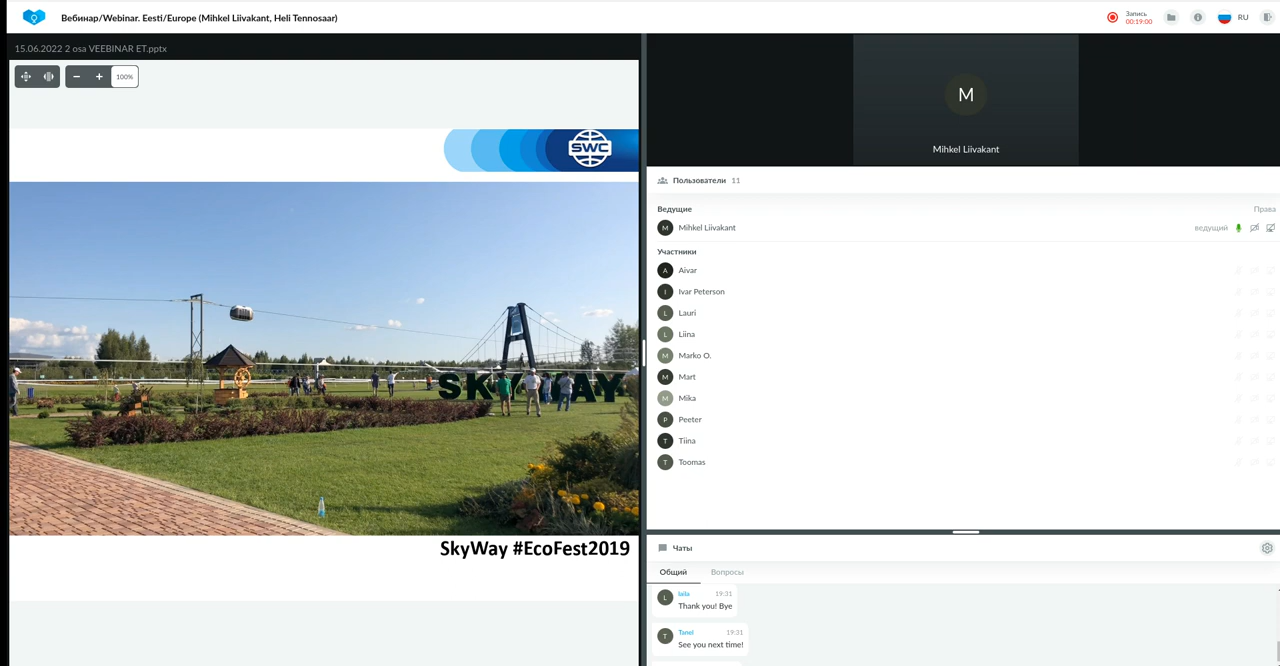 Вебинар/Webinar. Eesti/Europe (Mihkel Liivakant, Heli Tennosaar)
Запись
00:19:00
RU
15.06.2022 2 osa VEEBINAR ET.pptx
100%
SWC
SKYWAY
SkyWay #EcoFest2019
M
Mihkel Liivakant
Пользователи 11
Ведущие Права
M Mihkel Liivakant ведущий
Участники
A Aivar
I Ivar Peterson
L Lauri
L Liina
M Marko O.
M Mart
M Mika
P Peeter
T Tiina
T Toomas
Чаты
Общий Вопросы
L laila 19:31
Thank you! Bye
T Tanel 19:31
See you next time!